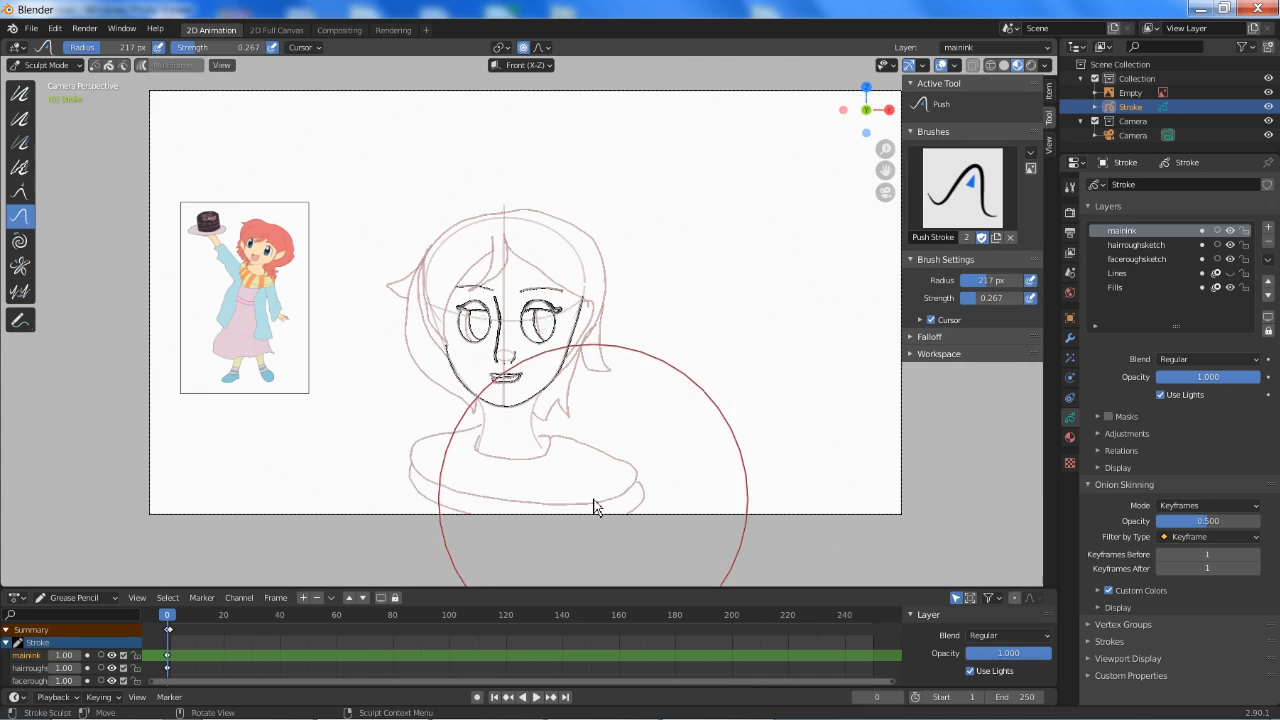 Blender
File Edit Render Window Help 2D Animation 2D Full Canvas Compositing Rendering + Scene View Layer
Radius 217 px Strength 0.267 Cursor Layer: mainink
Sculpt Mode View Front (X-Z)
Camera Perspective
(0) Stroke
Active Tool
Push
Brushes
Push Stroke 2
Brush Settings
Radius 217 px
Strength 0.267
Cursor
Falloff
Workspace
Item
Tool
View
Scene Collection
Collection
Empty
Stroke
Camera
Camera
Stroke Stroke
Stroke
Layers
mainink
hairroughsketch
faceroughsketch
Lines
Fills
Blend Regular
Opacity 1.000
Use Lights
Masks
Adjustments
Relations
Display
Onion Skinning
Mode Keyframes
Opacity 0.500
Filter by Type Keyframe
Keyframes Before 1
Keyframes After 1
Custom Colors
Display
Vertex Groups
Strokes
Viewport Display
Custom Properties
Grease Pencil View Select Marker Channel Frame
0 20 40 60 80 100 120 140 160 180 200 220 240
Summary
Stroke
mainink 1.00
hairroughs 1.00
facerough 1.00
Layer
Blend Regular
Opacity 1.000
Use Lights
Playback Keying View Marker 0 Start 1 End 250
Stroke Sculpt Move Rotate View Sculpt Context Menu 2.90.1